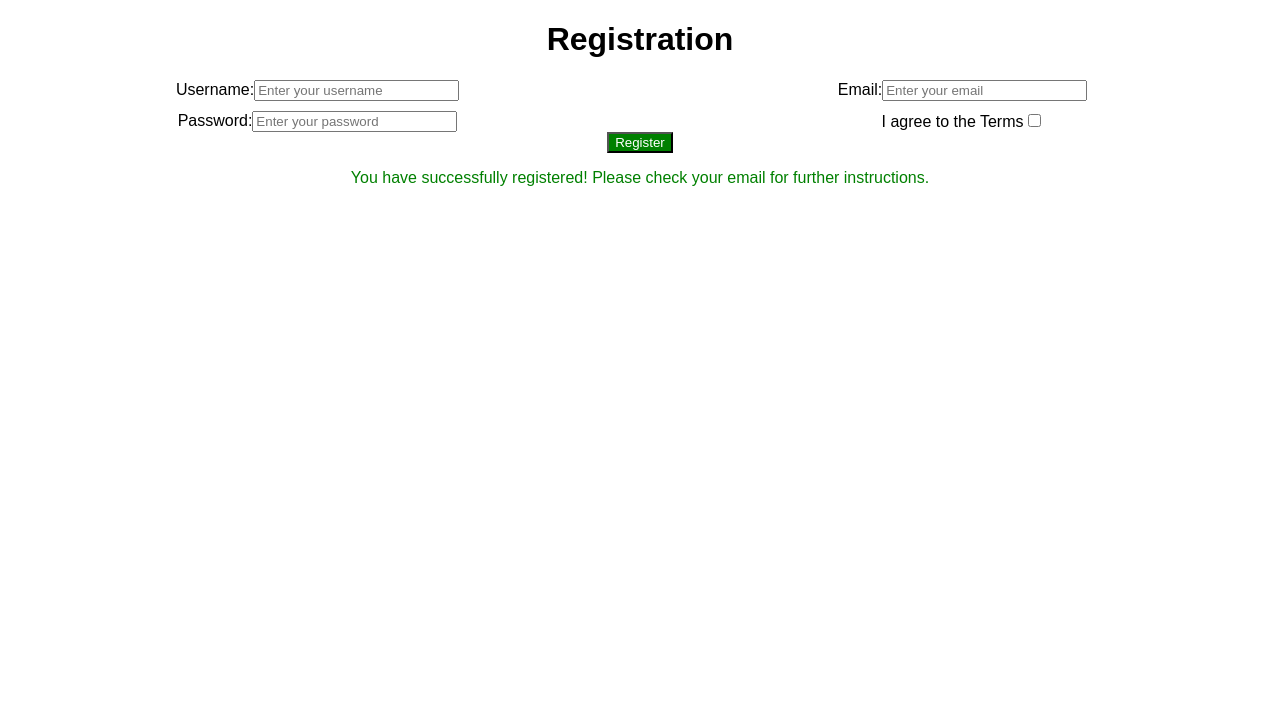 Registration
Username: Enter your username Email: Enter your email
Password: Enter your password I agree to the Terms
Register
You have successfully registered! Please check your email for further instructions.